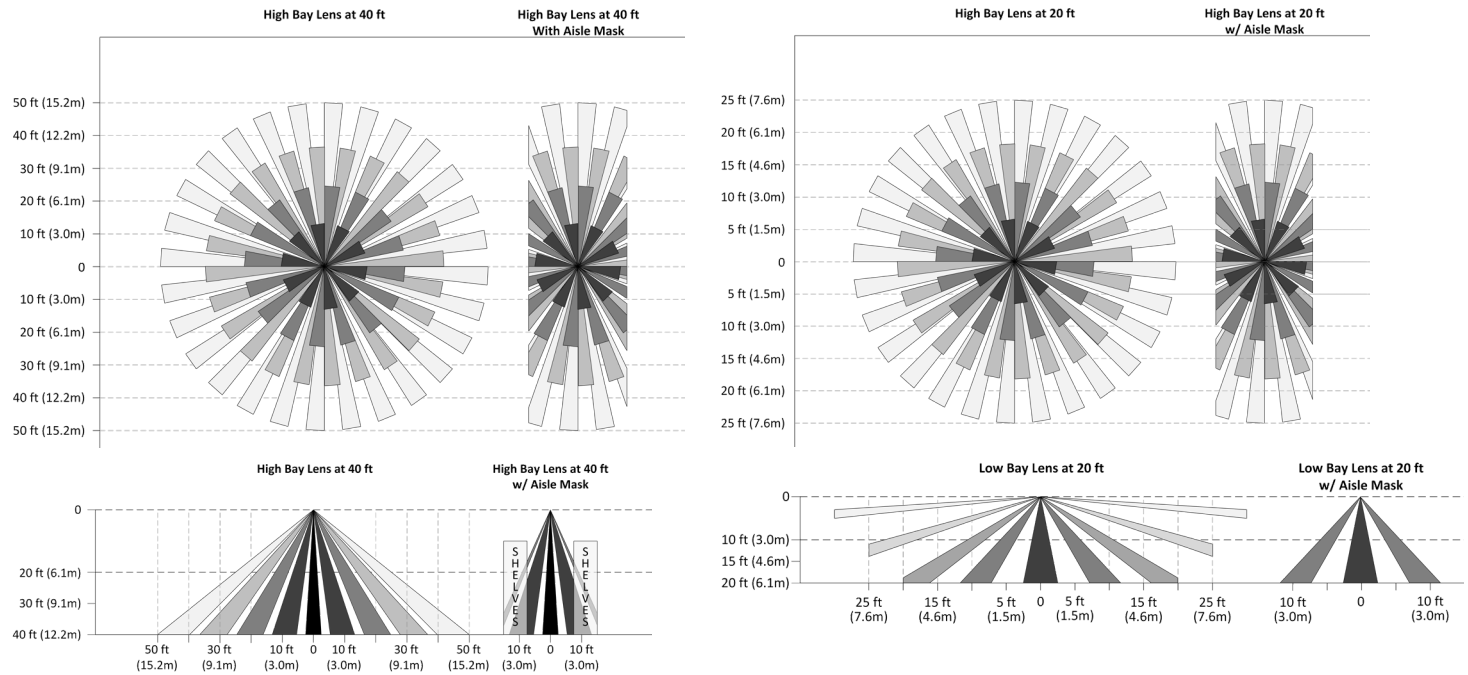 High Bay Lens at 40 ft
High Bay Lens at 40 ft
With Aisle Mask
50 ft (15.2m)
40 ft (12.2m)
30 ft (9.1m)
20 ft (6.1m)
10 ft (3.0m)
0
10 ft (3.0m)
20 ft (6.1m)
30 ft (9.1m)
40 ft (12.2m)
50 ft (15.2m)
High Bay Lens at 20 ft
High Bay Lens at 20 ft
w/ Aisle Mask
25 ft (7.6m)
20 ft (6.1m)
15 ft (4.6m)
10 ft (3.0m)
5 ft (1.5m)
0
5 ft (1.5m)
10 ft (3.0m)
15 ft (4.6m)
20 ft (6.1m)
25 ft (7.6m)
High Bay Lens at 40 ft
High Bay Lens at 40 ft
w/ Aisle Mask
0
20 ft (6.1m)
30 ft (9.1m)
40 ft (12.2m)
SHELVES
SHELVES
50 ft 30 ft 10 ft 0 10 ft 30 ft 50 ft 10 ft 0 10 ft
(15.2m) (9.1m) (3.0m) (3.0m) (9.1m) (15.2m) (3.0m) (3.0m)
Low Bay Lens at 20 ft
Low Bay Lens at 20 ft
w/ Aisle Mask
0
10 ft (3.0m)
15 ft (4.6m)
20 ft (6.1m)
25 ft 15 ft 5 ft 0 5 ft 15 ft 25 ft 10 ft 0 10 ft
(7.6m) (4.6m) (1.5m) (1.5m) (4.6m) (7.6m) (3.0m) (3.0m)